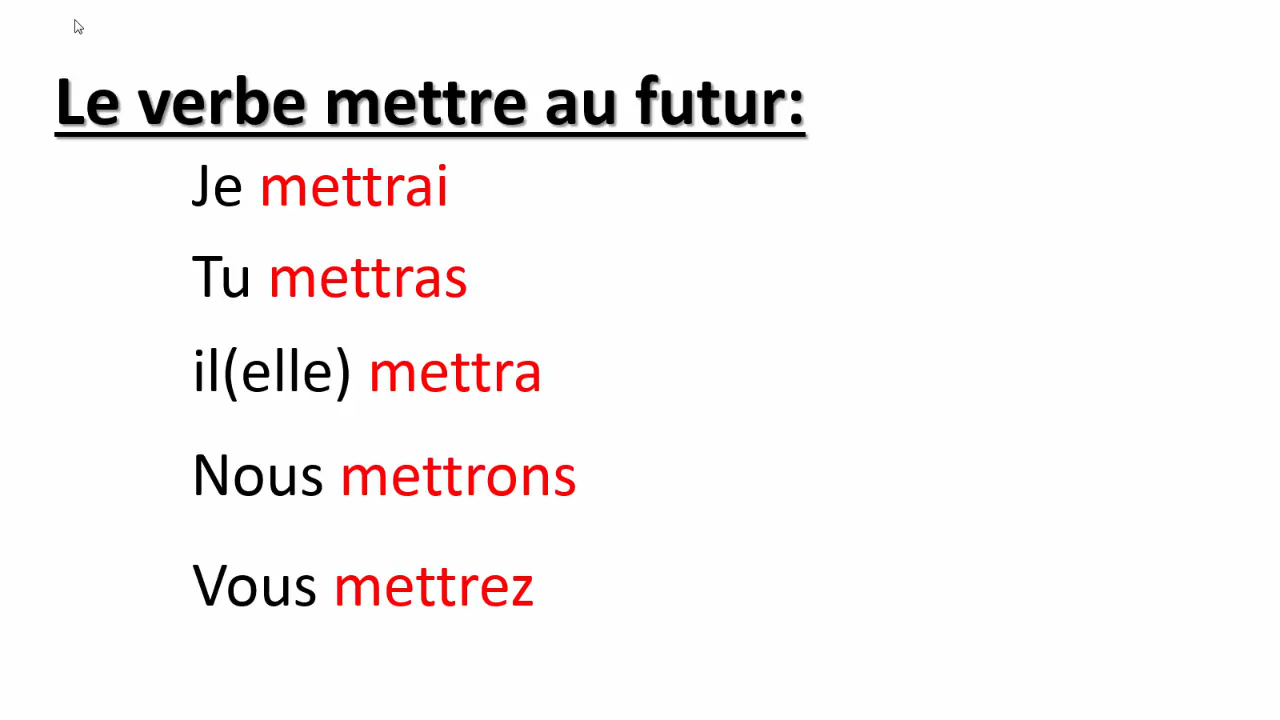 Le verbe mettre au futur:
Je mettrai
Tu mettras
il(elle) mettra
Nous mettrons
Vous mettrez